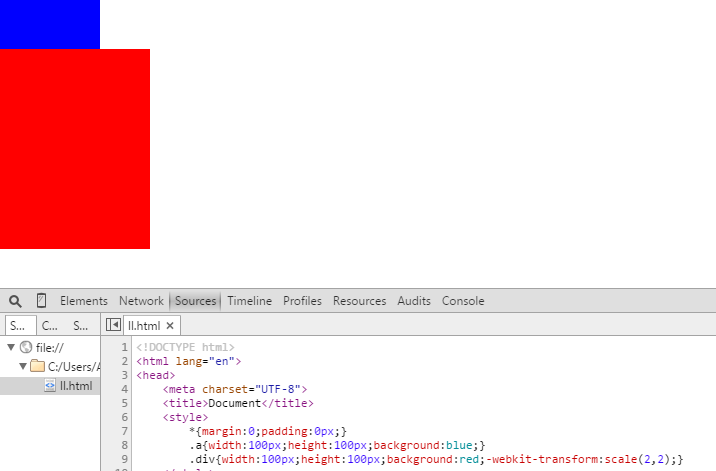 Elements Network Sources Timeline Profiles Resources Audits Console
S... C... S... ll.html ×
file://
C:/Users/A
ll.html
1 <!DOCTYPE html>
2 <html lang="en">
3 <head>
4 <meta charset="UTF-8">
5 <title>Document</title>
6 <style>
7 *{margin:0;padding:0px;}
8 .a{width:100px;height:100px;background:blue;}
9 .div{width:100px;height:100px;background:red;-webkit-transform:scale(2,2);}